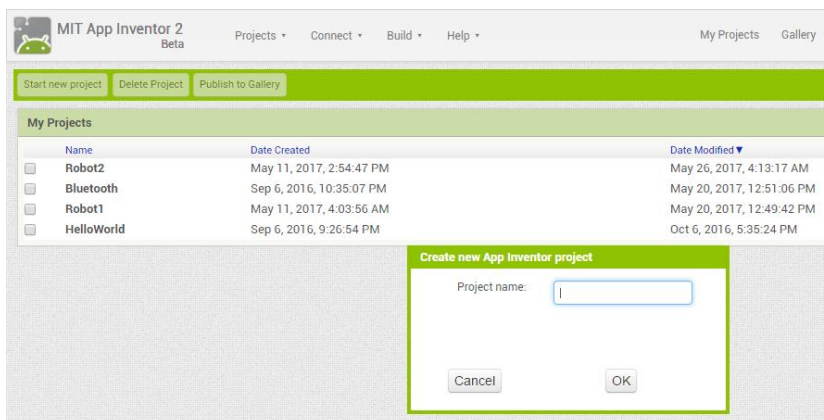 MIT App Inventor 2
Beta
Projects Connect Build Help My Projects Gallery
Start new project Delete Project Publish to Gallery
My Projects
Name Date Created Date Modified ▼
Robot2 May 11, 2017, 2:54:47 PM May 26, 2017, 4:13:17 AM
Bluetooth Sep 6, 2016, 10:35:07 PM May 20, 2017, 12:51:06 PM
Robot1 May 11, 2017, 4:03:56 AM May 20, 2017, 12:49:42 PM
HelloWorld Sep 6, 2016, 9:26:54 PM Oct 6, 2016, 5:35:24 PM
Create new App Inventor project
Project name:
Cancel OK